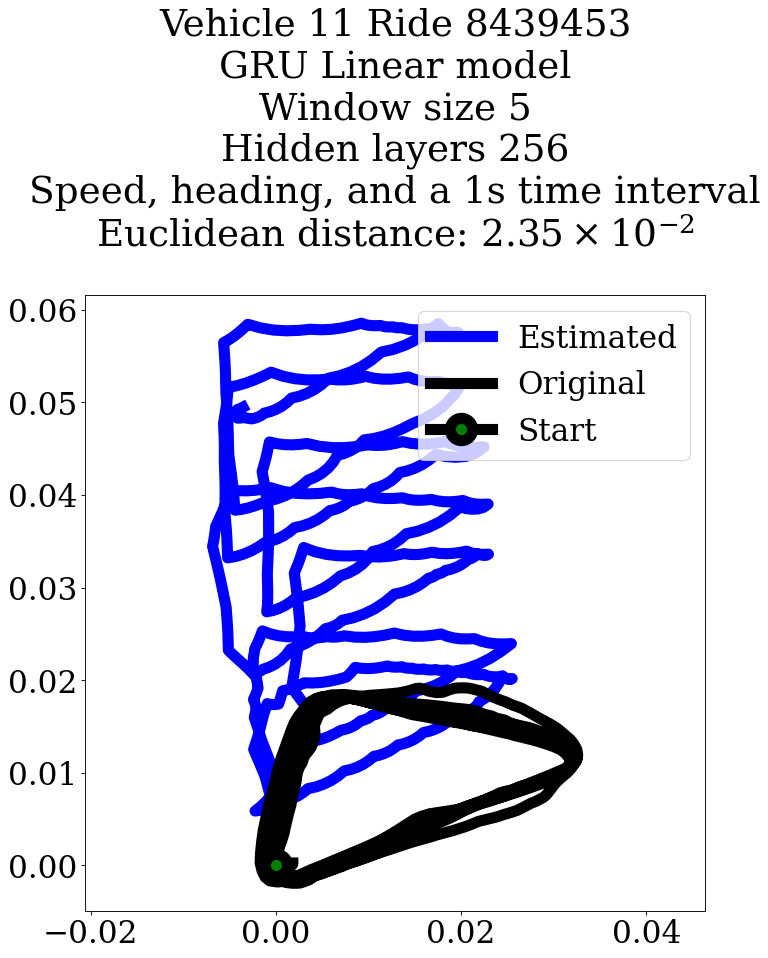 Vehicle 11 Ride 8439453
GRU Linear model
Window size 5
Hidden layers 256
Speed, heading, and a 1s time interval
Euclidean distance: 2.35 × 10⁻²
0.06
0.05
0.04
0.03
0.02
0.01
0.00
Estimated
Original
Start
−0.02 0.00 0.02 0.04